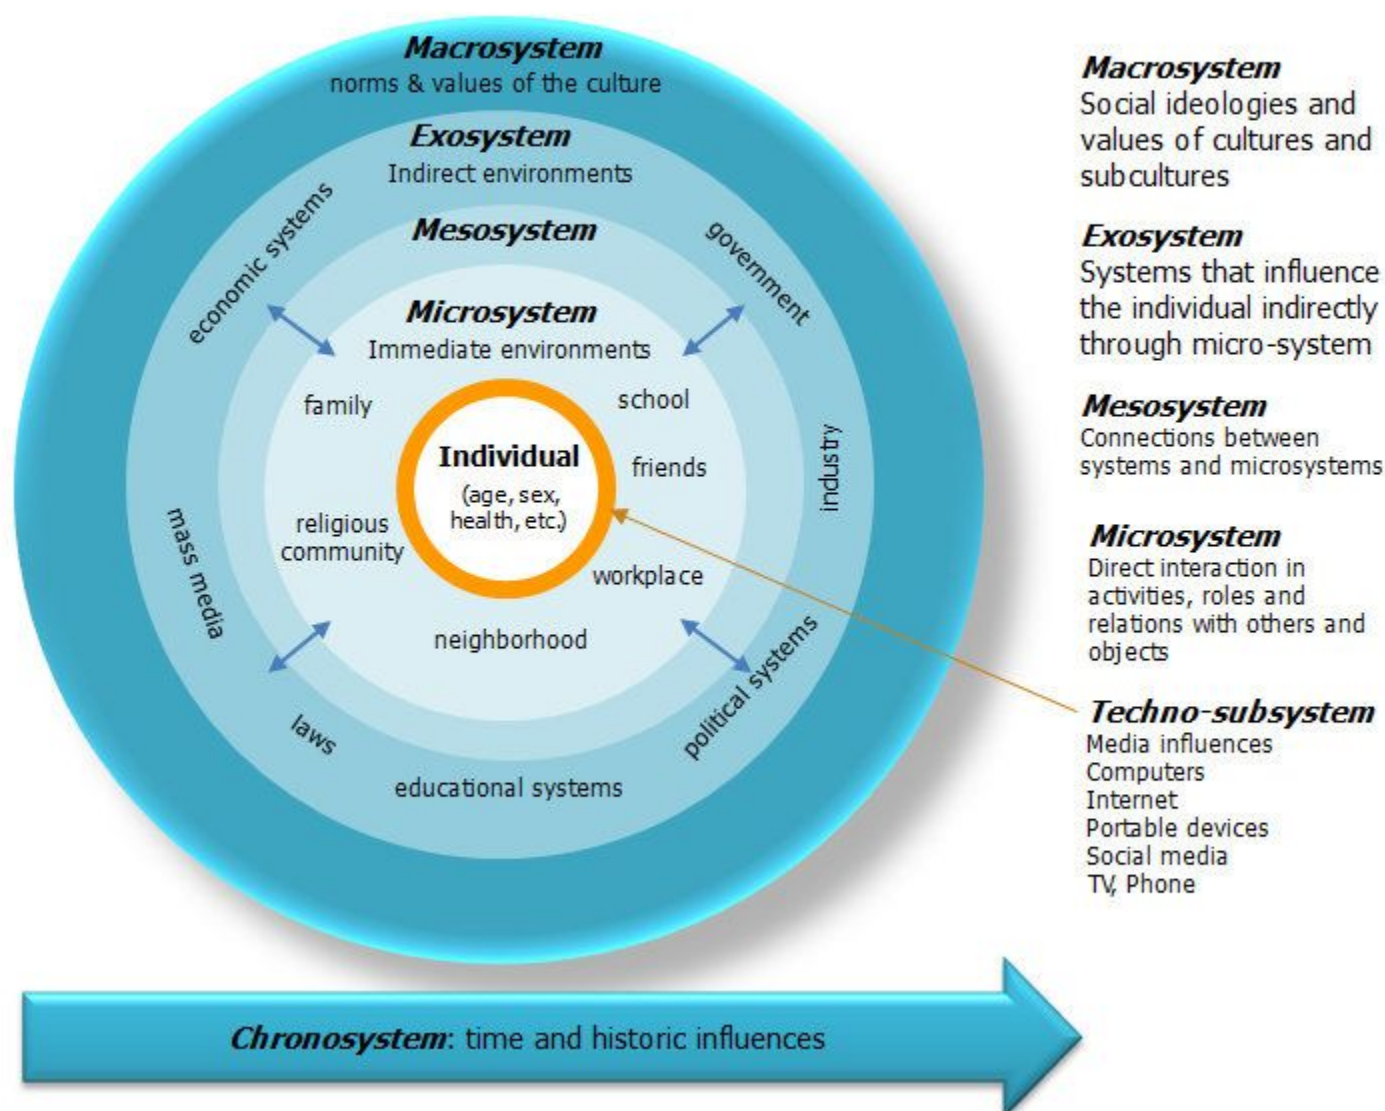 Macrosystem
norms & values of the culture
Exosystem
Indirect environments
Mesosystem
economic systems
government
Microsystem
Immediate environments
family
school
Individual
(age, sex,
health, etc.)
friends
industry
religious
community
mass media
workplace
neighborhood
political systems
laws
educational systems
Macrosystem
Social ideologies and
values of cultures and
subcultures
Exosystem
Systems that influence
the individual indirectly
through micro-system
Mesosystem
Connections between
systems and microsystems
Microsystem
Direct interaction in
activities, roles and
relations with others and
objects
Techno-subsystem
Media influences
Computers
Internet
Portable devices
Social media
TV, Phone
Chronosystem: time and historic influences